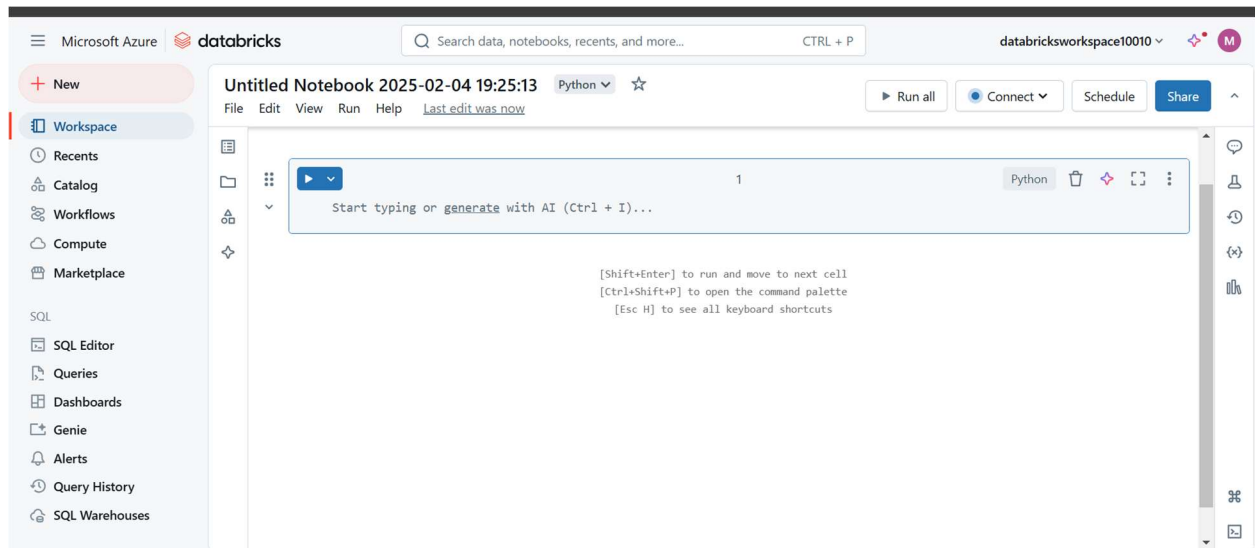 Microsoft Azure databricks Search data, notebooks, recents, and more... CTRL + P databricksworkspace10010 M
New
Workspace
Recents
Catalog
Workflows
Compute
Marketplace
SQL
SQL Editor
Queries
Dashboards
Genie
Alerts
Query History
SQL Warehouses
Untitled Notebook 2025-02-04 19:25:13 Python
File Edit View Run Help Last edit was now
Run all Connect Schedule Share
1 Python
Start typing or generate with AI (Ctrl + I)...
[Shift+Enter] to run and move to next cell
[Ctrl+Shift+P] to open the command palette
[Esc H] to see all keyboard shortcuts